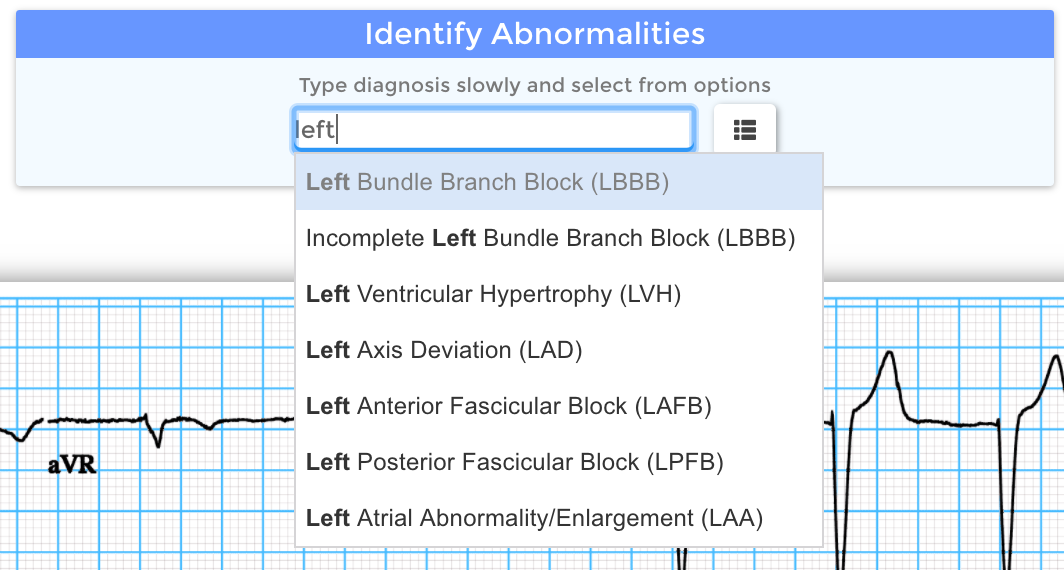 Identify Abnormalities
Type diagnosis slowly and select from options
left
Left Bundle Branch Block (LBBB)
Incomplete Left Bundle Branch Block (LBBB)
Left Ventricular Hypertrophy (LVH)
Left Axis Deviation (LAD)
Left Anterior Fascicular Block (LAFB)
Left Posterior Fascicular Block (LPFB)
Left Atrial Abnormality/Enlargement (LAA)
aVR